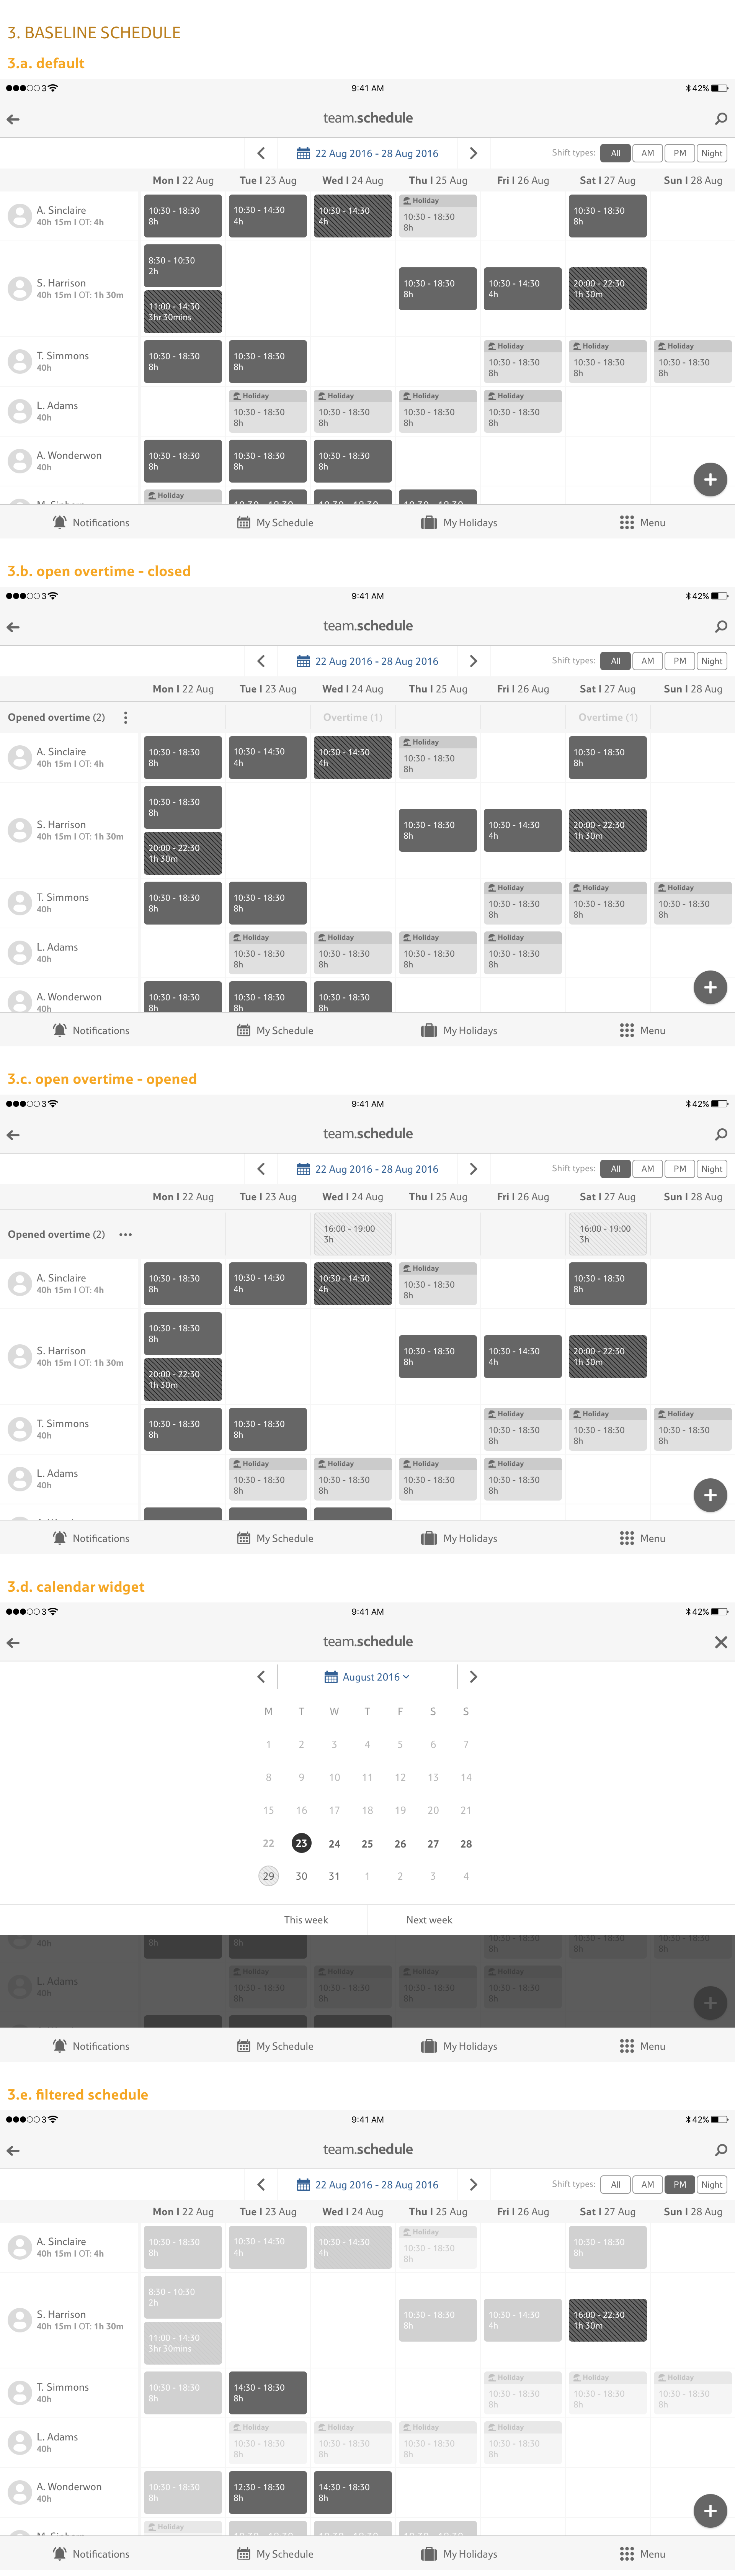 3. BASELINE SCHEDULE
3.a. default
3 9:41 AM 42%
team.schedule
22 Aug 2016 - 28 Aug 2016 Shift types: All AM PM Night
Mon | 22 Aug Tue | 23 Aug Wed | 24 Aug Thu | 25 Aug Fri | 26 Aug Sat | 27 Aug Sun | 28 Aug
Holiday
A. Sinclaire 10:30 - 18:30 10:30 - 14:30 10:30 - 14:30 10:30 - 18:30 10:30 - 18:30
40h 15m | OT: 4h 8h 4h 4h 8h 8h
8:30 - 10:30
2h
S. Harrison 10:30 - 18:30 10:30 - 14:30 20:00 - 22:30
40h 15m | OT: 1h 30m 8h 4h 1h 30m
11:00 - 14:30
3hr 30mins
Holiday Holiday Holiday
T. Simmons 10:30 - 18:30 10:30 - 18:30 10:30 - 18:30 10:30 - 18:30 10:30 - 18:30
40h 8h 8h 8h 8h 8h
Holiday Holiday Holiday Holiday
L. Adams 10:30 - 18:30 10:30 - 18:30 10:30 - 18:30 10:30 - 18:30
40h 8h 8h 8h 8h
A. Wonderwon 10:30 - 18:30 10:30 - 18:30 10:30 - 18:30
40h 8h 8h 8h
Holiday
Notifications My Schedule My Holidays Menu
3.b. open overtime - closed
3 9:41 AM 42%
team.schedule
22 Aug 2016 - 28 Aug 2016 Shift types: All AM PM Night
Mon | 22 Aug Tue | 23 Aug Wed | 24 Aug Thu | 25 Aug Fri | 26 Aug Sat | 27 Aug Sun | 28 Aug
Opened overtime (2) Overtime (1) Overtime (1)
Holiday
A. Sinclaire 10:30 - 18:30 10:30 - 14:30 10:30 - 14:30 10:30 - 18:30 10:30 - 18:30
40h 15m | OT: 4h 8h 4h 4h 8h 8h
10:30 - 18:30
8h
S. Harrison 10:30 - 18:30 10:30 - 14:30 20:00 - 22:30
40h 15m | OT: 1h 30m 8h 4h 1h 30m
20:00 - 22:30
1h 30m
Holiday Holiday Holiday
T. Simmons 10:30 - 18:30 10:30 - 18:30 10:30 - 18:30 10:30 - 18:30 10:30 - 18:30
40h 8h 8h 8h 8h 8h
Holiday Holiday Holiday Holiday
L. Adams 10:30 - 18:30 10:30 - 18:30 10:30 - 18:30 10:30 - 18:30
40h 8h 8h 8h 8h
A. Wonderwon 10:30 - 18:30 10:30 - 18:30 10:30 - 18:30
40h 8h 8h 8h
Notifications My Schedule My Holidays Menu
3.c. open overtime - opened
3 9:41 AM 42%
team.schedule
22 Aug 2016 - 28 Aug 2016 Shift types: All AM PM Night
Mon | 22 Aug Tue | 23 Aug Wed | 24 Aug Thu | 25 Aug Fri | 26 Aug Sat | 27 Aug Sun | 28 Aug
Opened overtime (2) 16:00 - 19:00 16:00 - 19:00
3h 3h
Holiday
A. Sinclaire 10:30 - 18:30 10:30 - 14:30 10:30 - 14:30 10:30 - 18:30 10:30 - 18:30
40h 15m | OT: 4h 8h 4h 4h 8h 8h
10:30 - 18:30
8h
S. Harrison 10:30 - 18:30 10:30 - 14:30 20:00 - 22:30
40h 15m | OT: 1h 30m 8h 4h 1h 30m
20:00 - 22:30
1h 30m
Holiday Holiday Holiday
T. Simmons 10:30 - 18:30 10:30 - 18:30 10:30 - 18:30 10:30 - 18:30 10:30 - 18:30
40h 8h 8h 8h 8h 8h
Holiday Holiday Holiday Holiday
L. Adams 10:30 - 18:30 10:30 - 18:30 10:30 - 18:30 10:30 - 18:30
40h 8h 8h 8h 8h
Notifications My Schedule My Holidays Menu
3.d. calendar widget
3 9:41 AM 42%
team.schedule
August 2016
M T W T F S S
1 2 3 4 5 6 7
8 9 10 11 12 13 14
15 16 17 18 19 20 21
22 23 24 25 26 27 28
29 30 31 1 2 3 4
This week Next week
40h 8h 8h 8h 8h 8h
Holiday Holiday Holiday Holiday
L. Adams 10:30 - 18:30 10:30 - 18:30 10:30 - 18:30 10:30 - 18:30
40h 8h 8h 8h 8h
Notifications My Schedule My Holidays Menu
3.e. filtered schedule
3 9:41 AM 42%
team.schedule
22 Aug 2016 - 28 Aug 2016 Shift types: All AM PM Night
Mon | 22 Aug Tue | 23 Aug Wed | 24 Aug Thu | 25 Aug Fri | 26 Aug Sat | 27 Aug Sun | 28 Aug
Holiday
A. Sinclaire 10:30 - 18:30 10:30 - 14:30 10:30 - 14:30 10:30 - 18:30 10:30 - 18:30
40h 15m | OT: 4h 8h 4h 4h 8h 8h
8:30 - 10:30
2h
S. Harrison 10:30 - 18:30 10:30 - 14:30 16:00 - 22:30
40h 15m | OT: 1h 30m 8h 4h 1h 30m
11:00 - 14:30
3hr 30mins
Holiday Holiday Holiday
T. Simmons 10:30 - 18:30 14:30 - 18:30 10:30 - 18:30 10:30 - 18:30 10:30 - 18:30
40h 8h 8h 8h 8h 8h
Holiday Holiday Holiday Holiday
L. Adams 10:30 - 18:30 10:30 - 18:30 10:30 - 18:30 10:30 - 18:30
40h 8h 8h 8h 8h
A. Wonderwon 10:30 - 18:30 12:30 - 18:30 14:30 - 18:30
40h 8h 8h 8h
Holiday
Notifications My Schedule My Holidays Menu